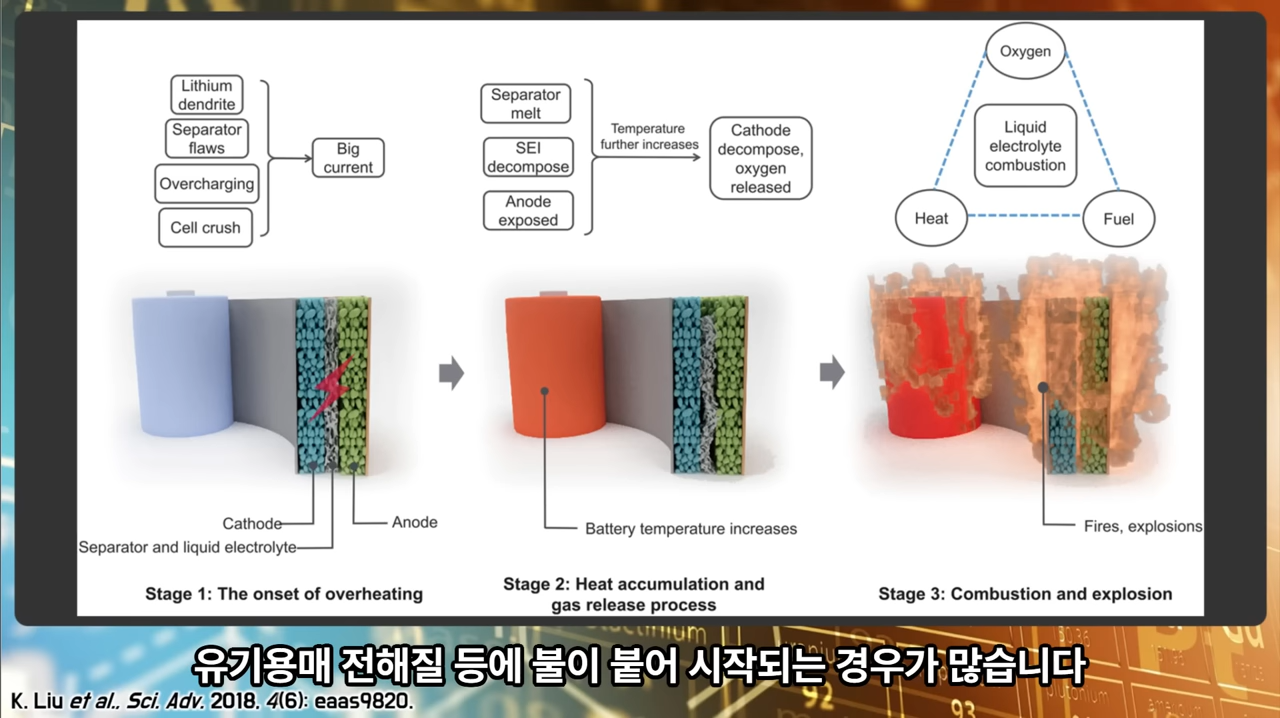 Lithium
dendrite
Separator
flaws
Overcharging
Cell crush
Big
current
Separator
melt
SEI
decompose
Anode
exposed
Temperature
further increases
Cathode
decompose,
oxygen
released
Oxygen
Liquid
electrolyte
combustion
Heat
Fuel
Cathode
Anode
Separator and liquid electrolyte
Battery temperature increases
Fires, explosions
Stage 1: The onset of overheating
Stage 2: Heat accumulation and
gas release process
Stage 3: Combustion and explosion
유기용매 전해질 등에 불이 붙어 시작되는 경우가 많습니다
K. Liu et al., Sci. Adv. 2018, 4(6): eaas9820.
92
93